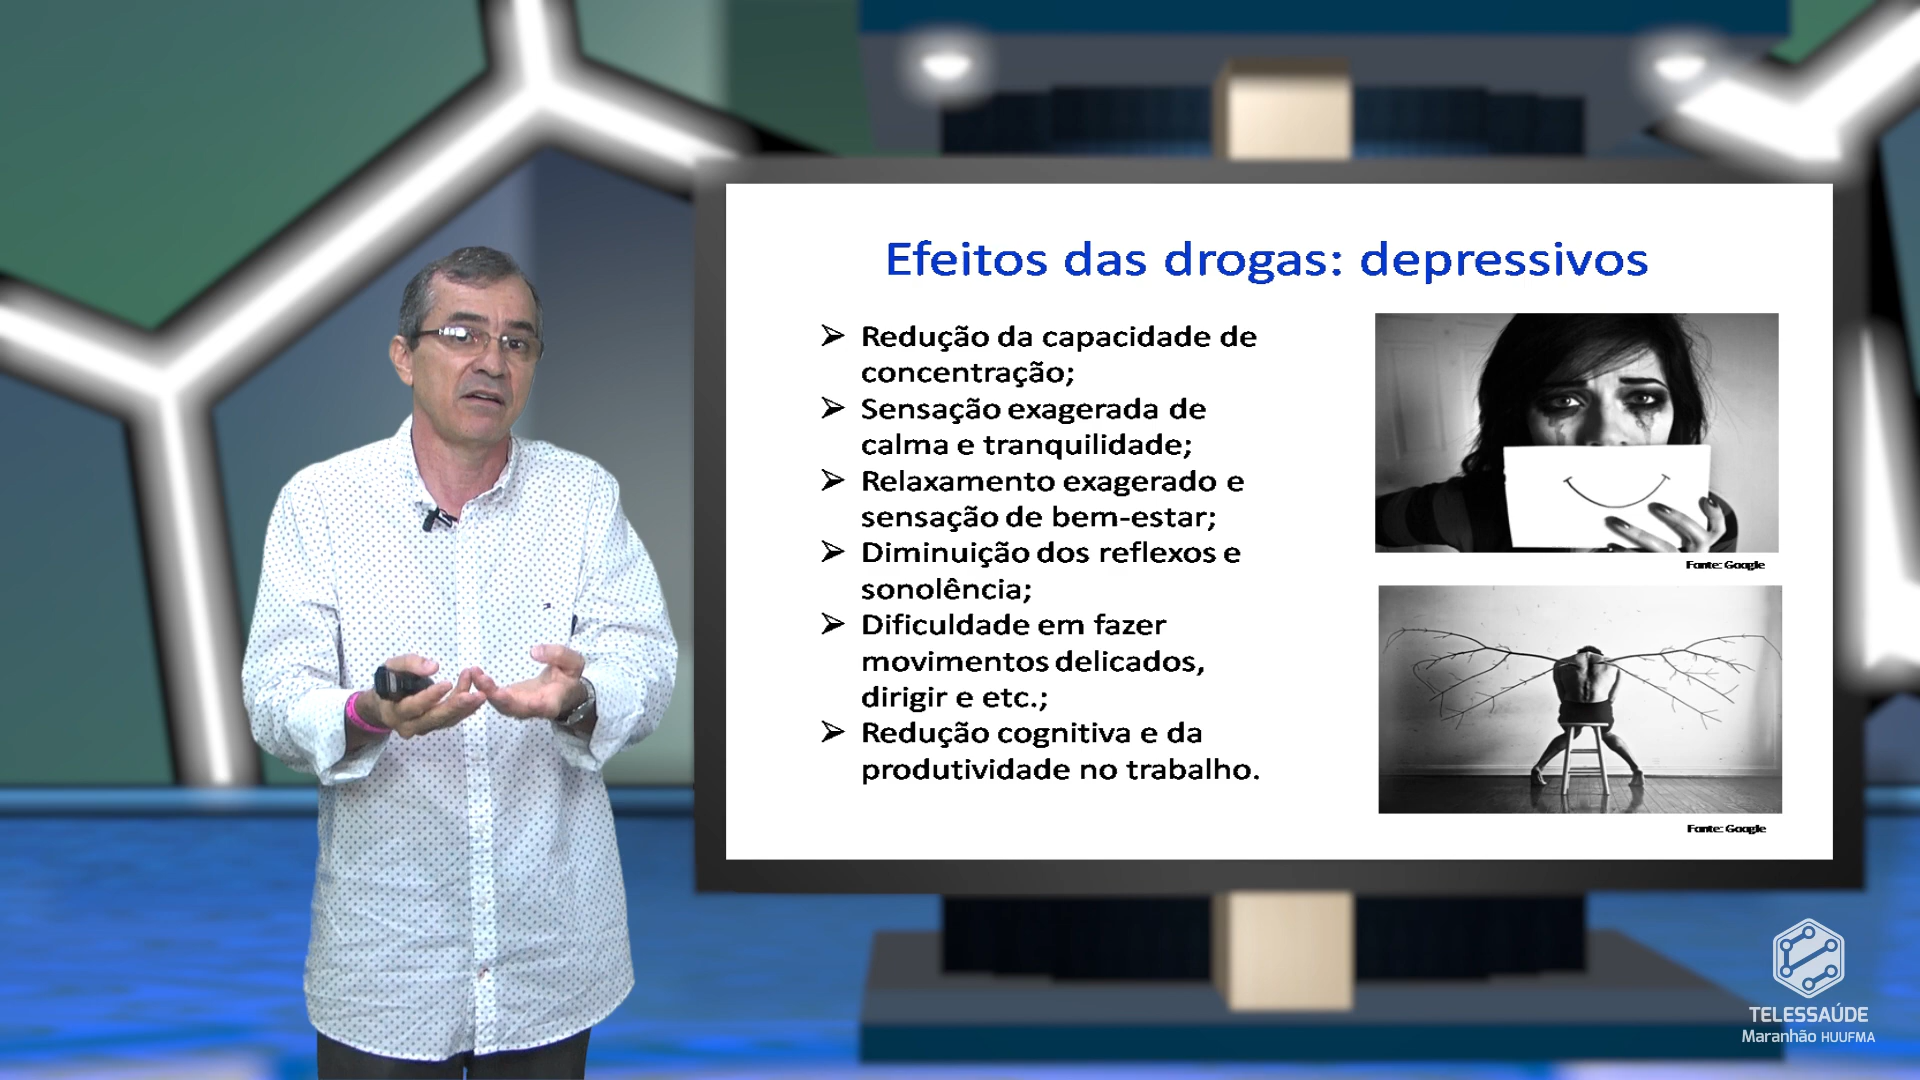 Efeitos das drogas: depressivos
➢ Redução da capacidade de
concentração;
➢ Sensação exagerada de
calma e tranquilidade;
➢ Relaxamento exagerado e
sensação de bem-estar;
➢ Diminuição dos reflexos e
sonolência;
➢ Dificuldade em fazer
movimentos delicados,
dirigir e etc.;
➢ Redução cognitiva e da
produtividade no trabalho.
Fonte: Google
Fonte: Google
TELESSAÚDE
Maranhão HUUFMA